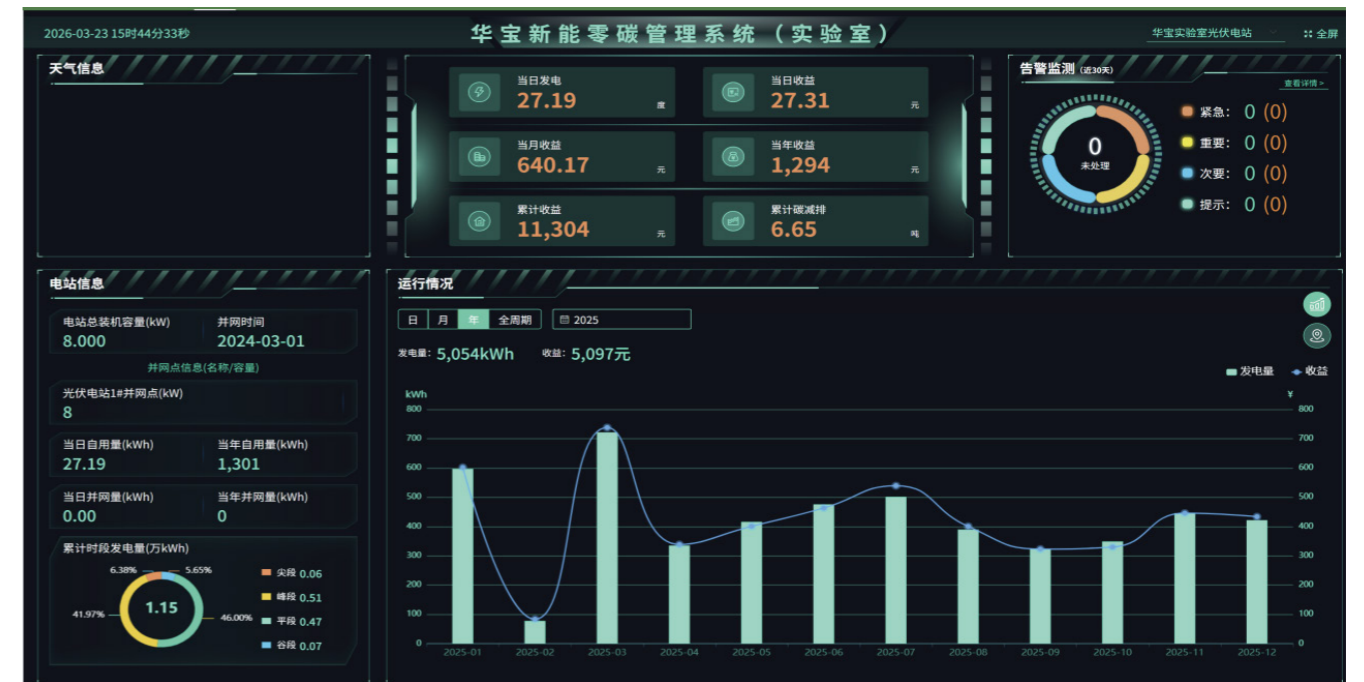 2026-03-23 15时44分33秒
华宝新能零碳管理系统（实验室）
华宝实验室光伏电站
全屏
天气信息
当日发电
27.19 度
当日收益
27.31 元
当月收益
640.17 元
当年收益
1,294 元
累计收益
11,304 元
累计碳减排
6.65 吨
告警监测 (近30天)
查看详情 >
0
未处理
紧急: 0 (0)
重要: 0 (0)
次要: 0 (0)
提示: 0 (0)
电站信息
电站总装机容量(kW)
8.000
并网时间
2024-03-01
并网点信息(名称/容量)
光伏电站1#并网点(kW)
8
当日自用量(kWh)
27.19
当年自用量(kWh)
1,301
当日并网量(kWh)
0.00
当年并网量(kWh)
0
累计时段发电量(万kWh)
6.38%
5.65%
41.97%
46.00%
1.15
尖段 0.06
峰段 0.51
平段 0.47
谷段 0.07
运行情况
日 月 年 全周期
2025
发电量: 5,054kWh 收益: 5,097元
发电量 收益
kWh
800
700
600
500
400
300
200
100
0
¥
800
700
600
500
400
300
200
100
0
2025-01 2025-02 2025-03 2025-04 2025-05 2025-06 2025-07 2025-08 2025-09 2025-10 2025-11 2025-12